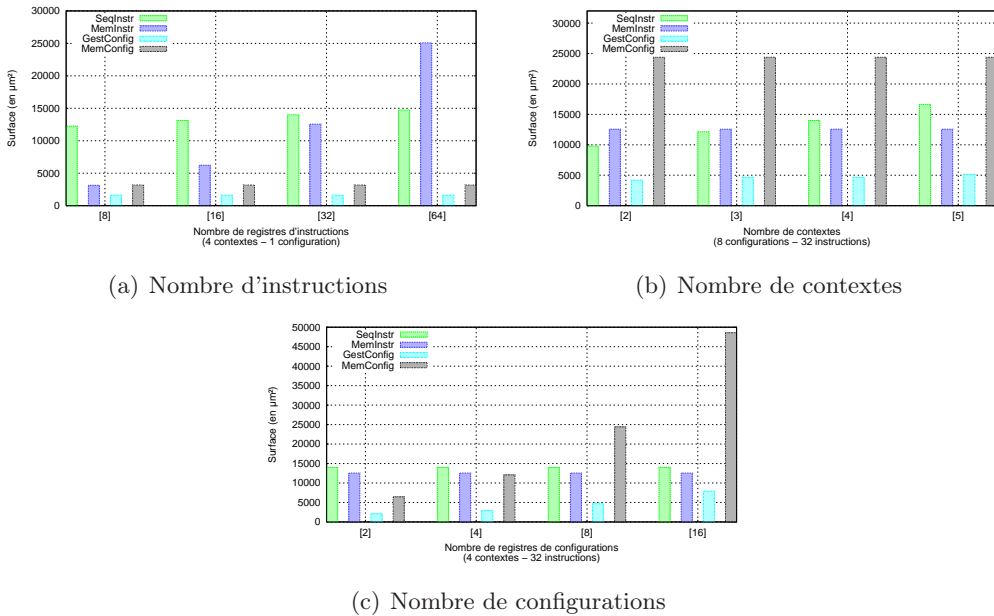 30000
SeqInstr
MemInstr
GestConfig
MemConfig
25000
20000
15000
10000
5000
0
Surface (en µm²)
[8] [16] [32] [64]
Nombre de registres d'instructions
(4 contextes – 1 configuration)
(a) Nombre d'instructions
30000
SeqInstr
MemInstr
GestConfig
MemConfig
25000
20000
15000
10000
5000
0
Surface (en µm²)
[2] [3] [4] [5]
Nombre de contextes
(8 configurations – 32 instructions)
(b) Nombre de contextes
50000
SeqInstr
45000
MemInstr
GestConfig
40000
MemConfig
35000
30000
25000
20000
15000
10000
5000
0
Surface (en µm²)
[2] [4] [8] [16]
Nombre de registres de configurations
(4 contextes – 32 instructions)
(c) Nombre de configurations